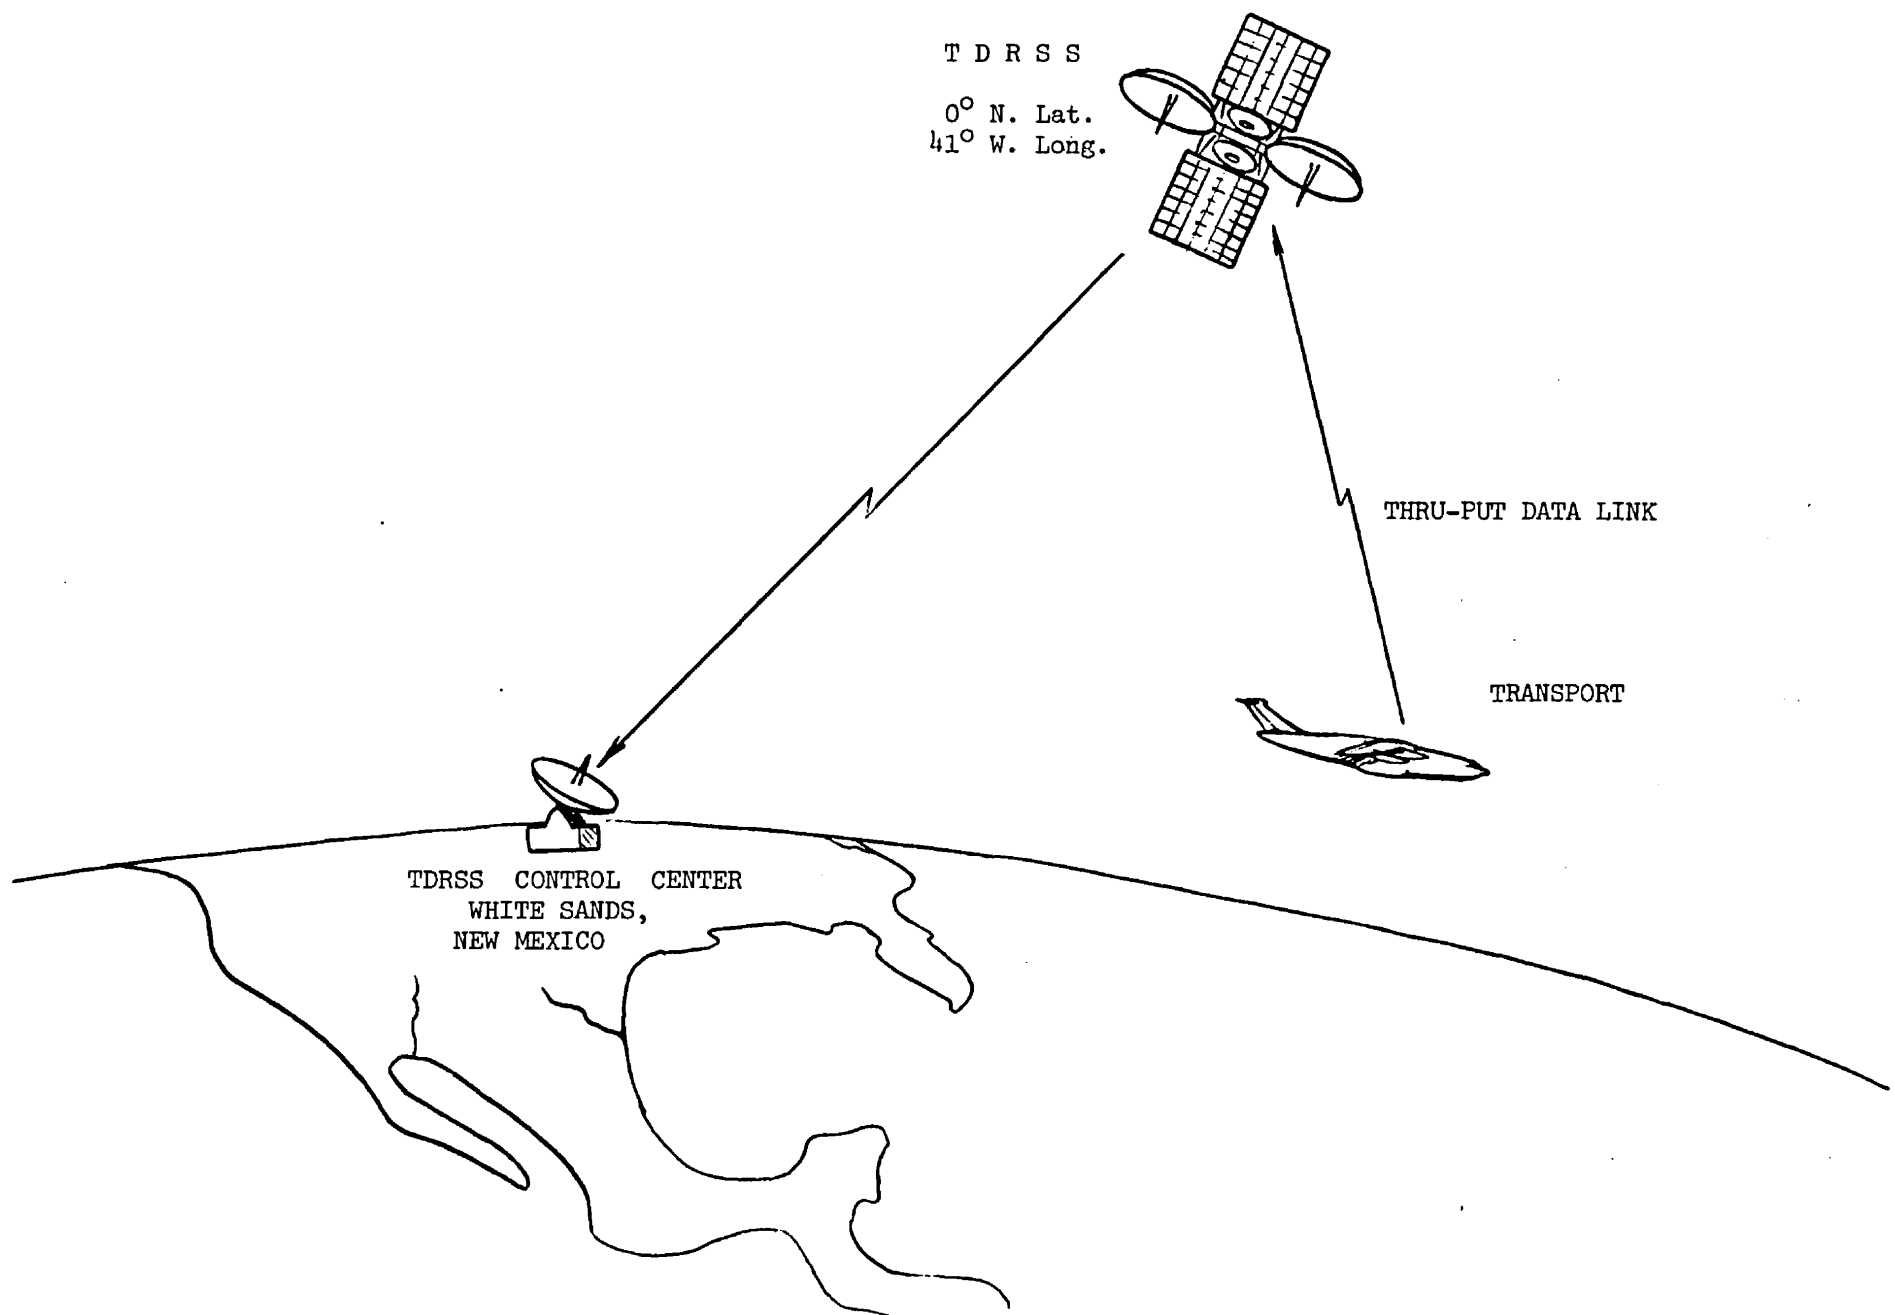 T D R S S
0° N. Lat.
41° W. Long.
THRU-PUT DATA LINK
TRANSPORT
TDRSS CONTROL CENTER
WHITE SANDS,
NEW MEXICO